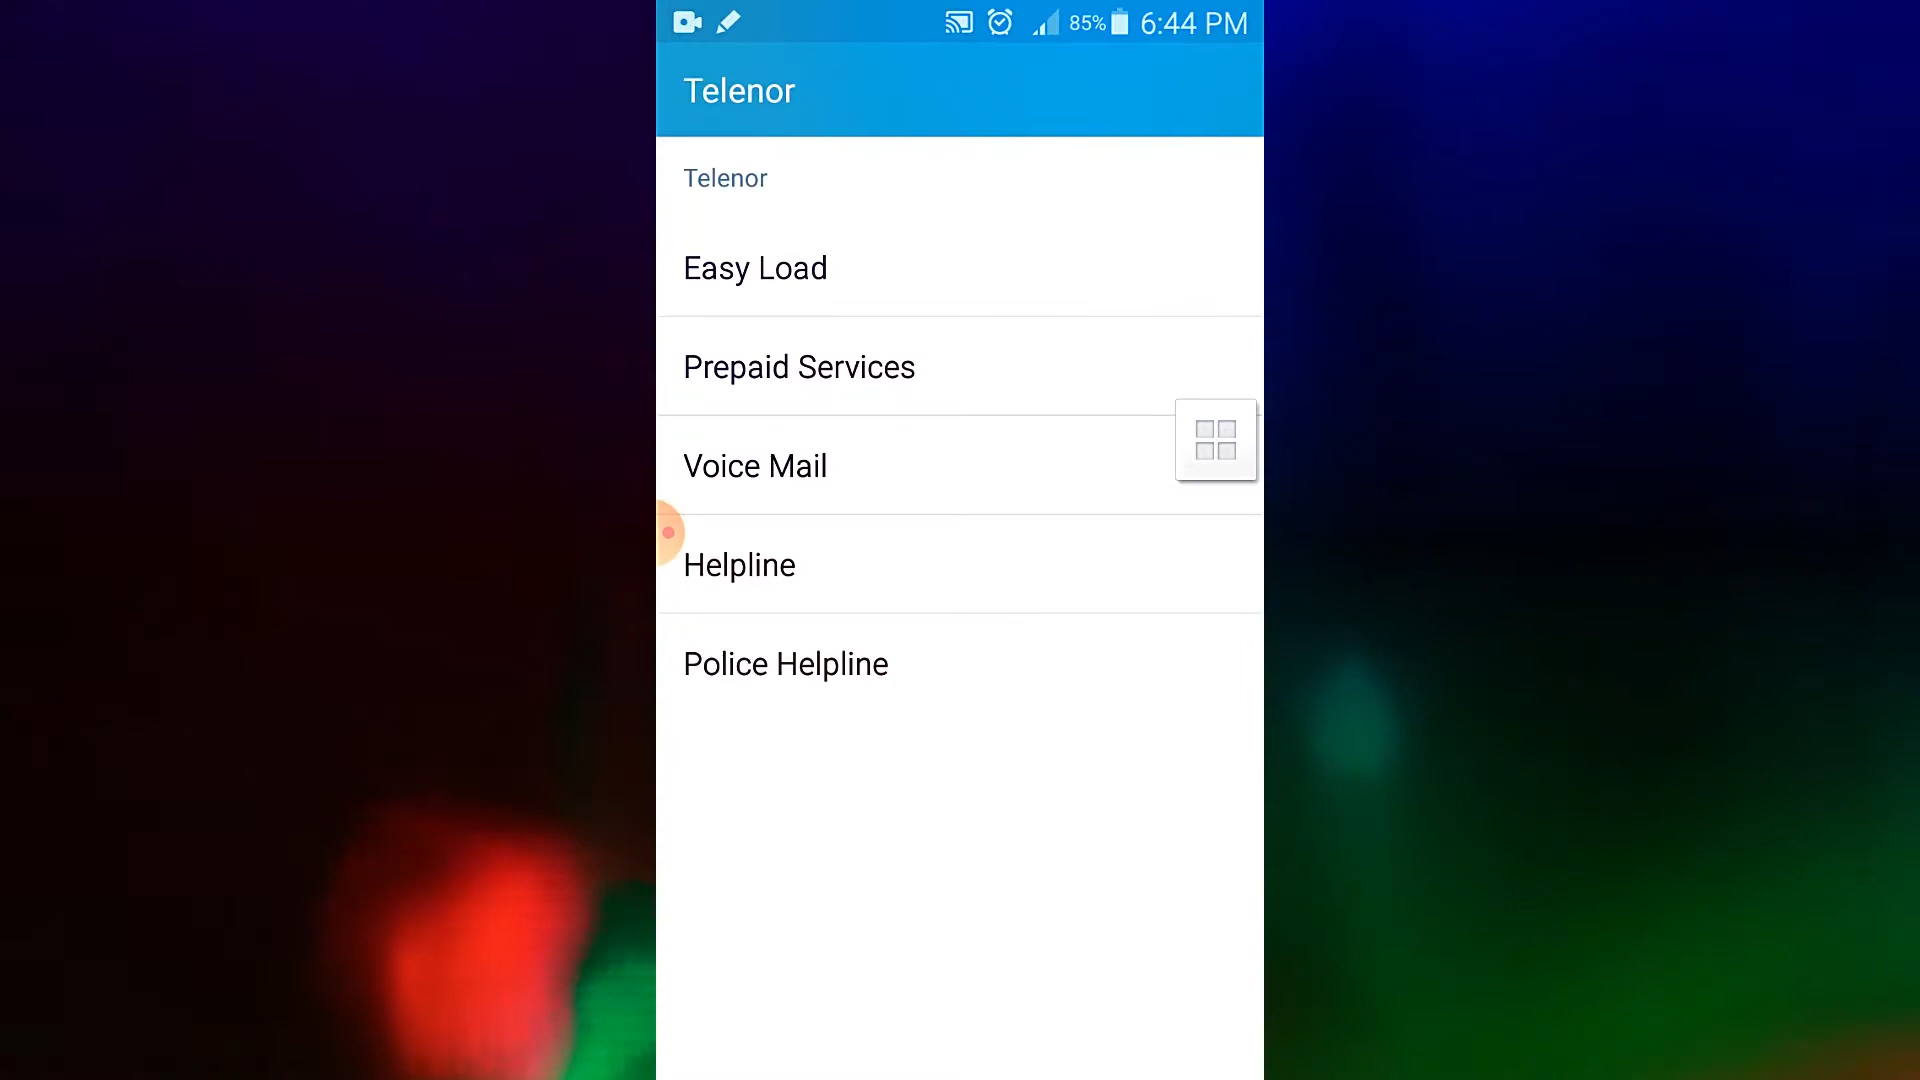 85% 6:44 PM
Telenor
Telenor
Easy Load
Prepaid Services
Voice Mail
Helpline
Police Helpline